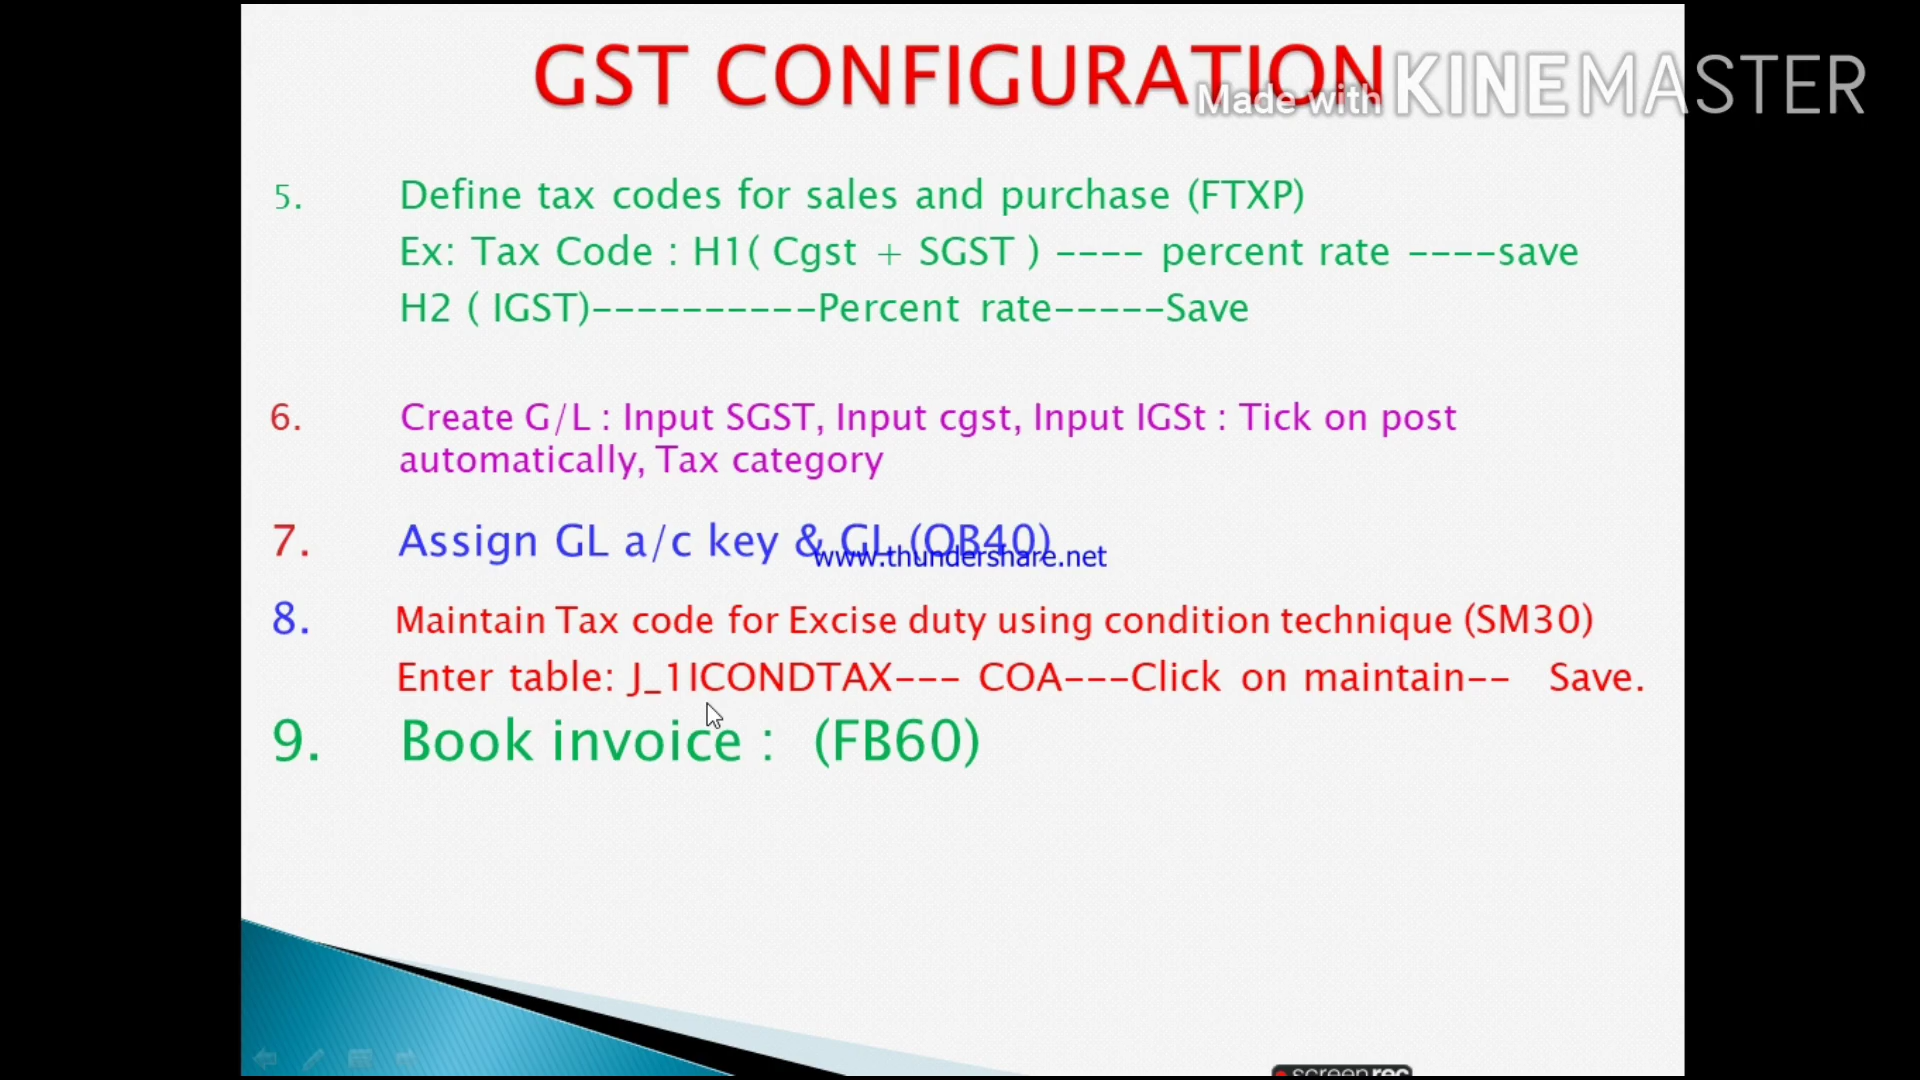 GST CONFIGURATION
Made with KINEMASTER
5. Define tax codes for sales and purchase (FTXP)
Ex: Tax Code : H1( Cgst + SGST ) ---- percent rate ----save
H2 ( IGST)----------Percent rate-----Save
6. Create G/L : Input SGST, Input cgst, Input IGSt : Tick on post
automatically, Tax category
7. Assign GL a/c key & GL (OB40)
www.thundershare.net
8. Maintain Tax code for Excise duty using condition technique (SM30)
Enter table: J_1ICONDTAX--- COA---Click on maintain-- Save.
9. Book invoice : (FB60)
screenrec